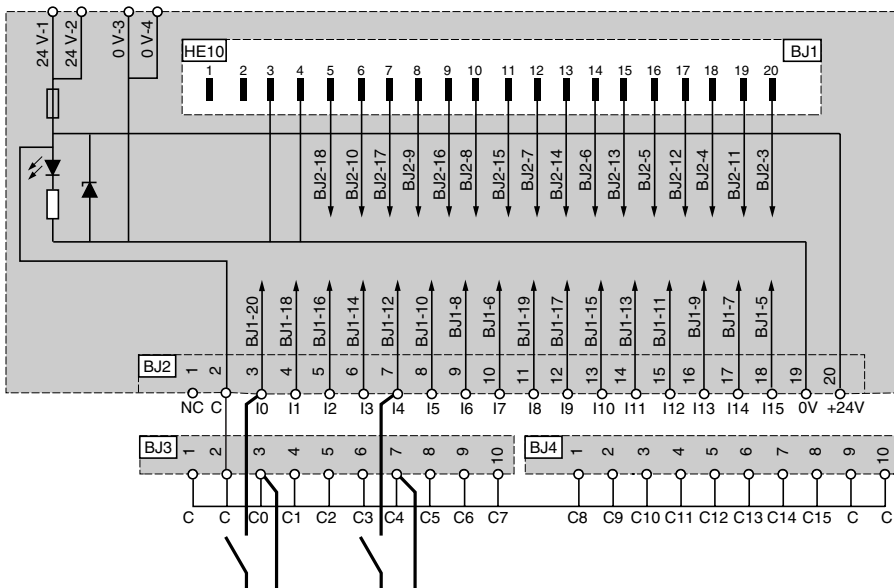 24 V-1
24 V-2
0 V-3
0 V-4
HE10
BJ1
1 2 3 4 5 6 7 8 9 10 11 12 13 14 15 16 17 18 19 20
BJ2-18 BJ2-10 BJ2-17 BJ2-9 BJ2-16 BJ2-8 BJ2-15 BJ2-7 BJ2-14 BJ2-6 BJ2-13 BJ2-5 BJ2-12 BJ2-4 BJ2-11 BJ2-3
BJ1-20 BJ1-18 BJ1-16 BJ1-14 BJ1-12 BJ1-10 BJ1-8 BJ1-6 BJ1-19 BJ1-17 BJ1-15 BJ1-13 BJ1-11 BJ1-9 BJ1-7 BJ1-5
BJ2
1 2 3 4 5 6 7 8 9 10 11 12 13 14 15 16 17 18 19 20
NC C I0 I1 I2 I3 I4 I5 I6 I7 I8 I9 I10 I11 I12 I13 I14 I15 0V +24V
BJ3
1 2 3 4 5 6 7 8 9 10
BJ4
1 2 3 4 5 6 7 8 9 10
C C C0 C1 C2 C3 C4 C5 C6 C7
C8 C9 C10 C11 C12 C13 C14 C15 C C